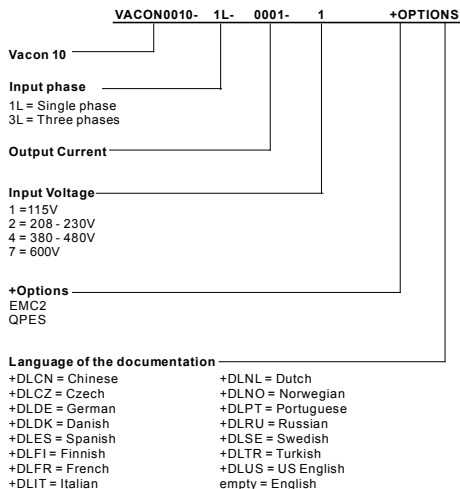 VACON0010- 1L- 0001- 1 +OPTIONS
Vacon 10
Input phase
1L = Single phase
3L = Three phases
Output Current
Input Voltage
1 =115V
2 = 208 - 230V
4 = 380 - 480V
7 = 600V
+Options
EMC2
QPES
Language of the documentation
+DLCN = Chinese +DLNL = Dutch
+DLCZ = Czech +DLNO = Norwegian
+DLDE = German +DLPT = Portuguese
+DLDK = Danish +DLRU = Russian
+DLES = Spanish +DLSE = Swedish
+DLFI = Finnish +DLTR = Turkish
+DLFR = French +DLUS = US English
+DLIT = Italian empty = English